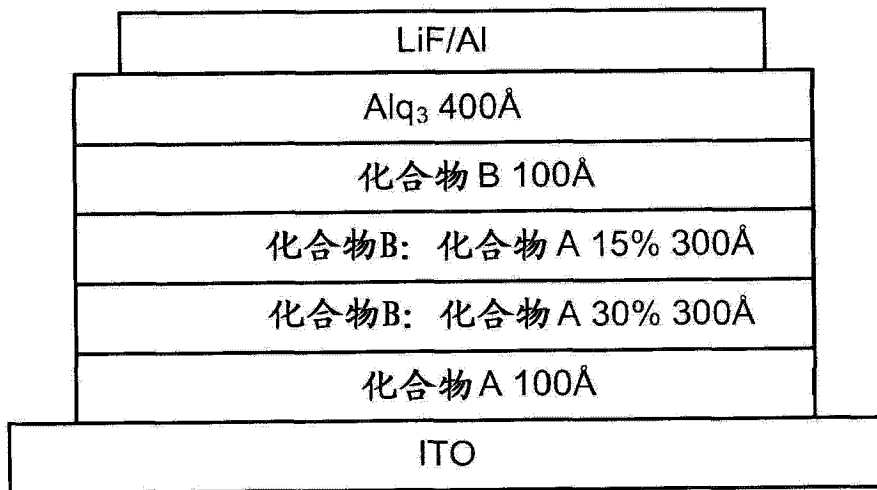 LiF/Al
Alq₃ 400Å
化合物 B 100Å
化合物B: 化合物 A 15% 300Å
化合物B: 化合物 A 30% 300Å
化合物 A 100Å
ITO